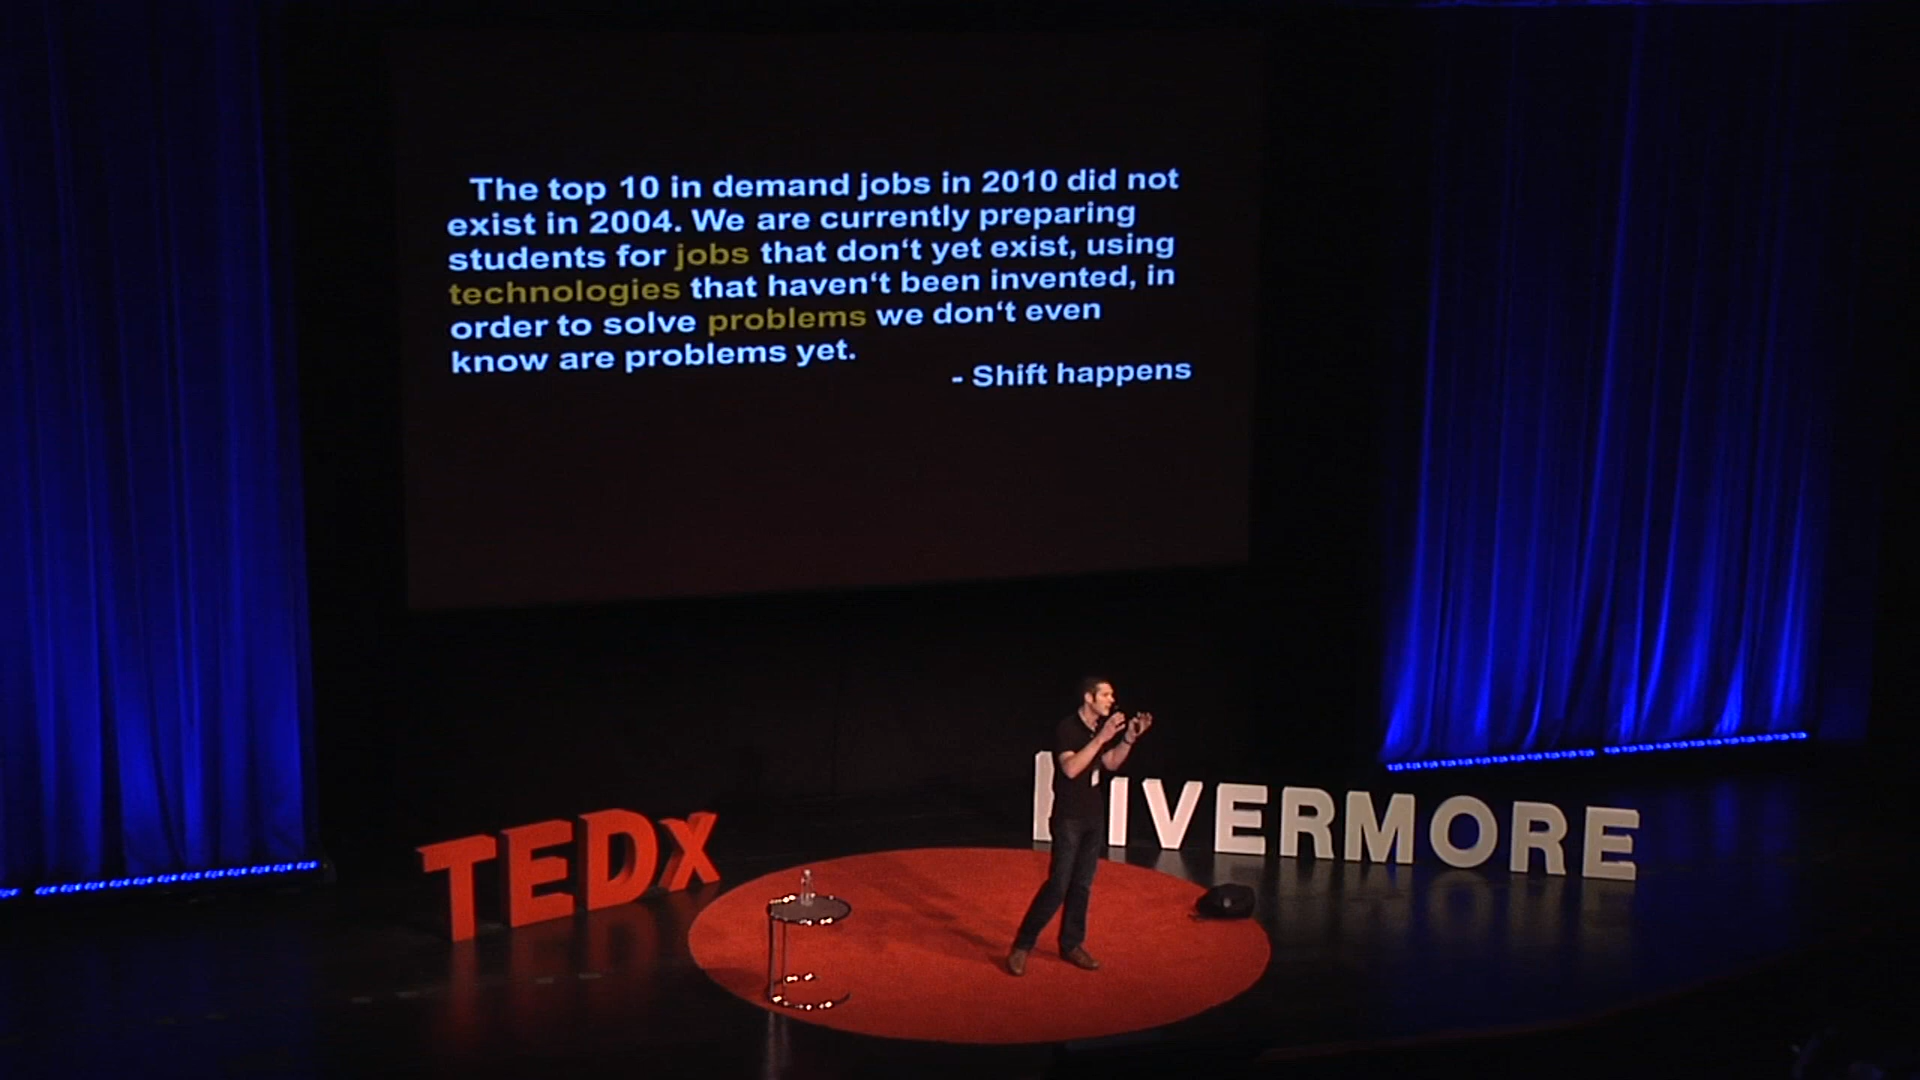 The top 10 in demand jobs in 2010 did not
exist in 2004. We are currently preparing
students for jobs that don‘t yet exist, using
technologies that haven‘t been invented, in
order to solve problems we don‘t even
know are problems yet.
- Shift happens
TEDx
LIVERMORE